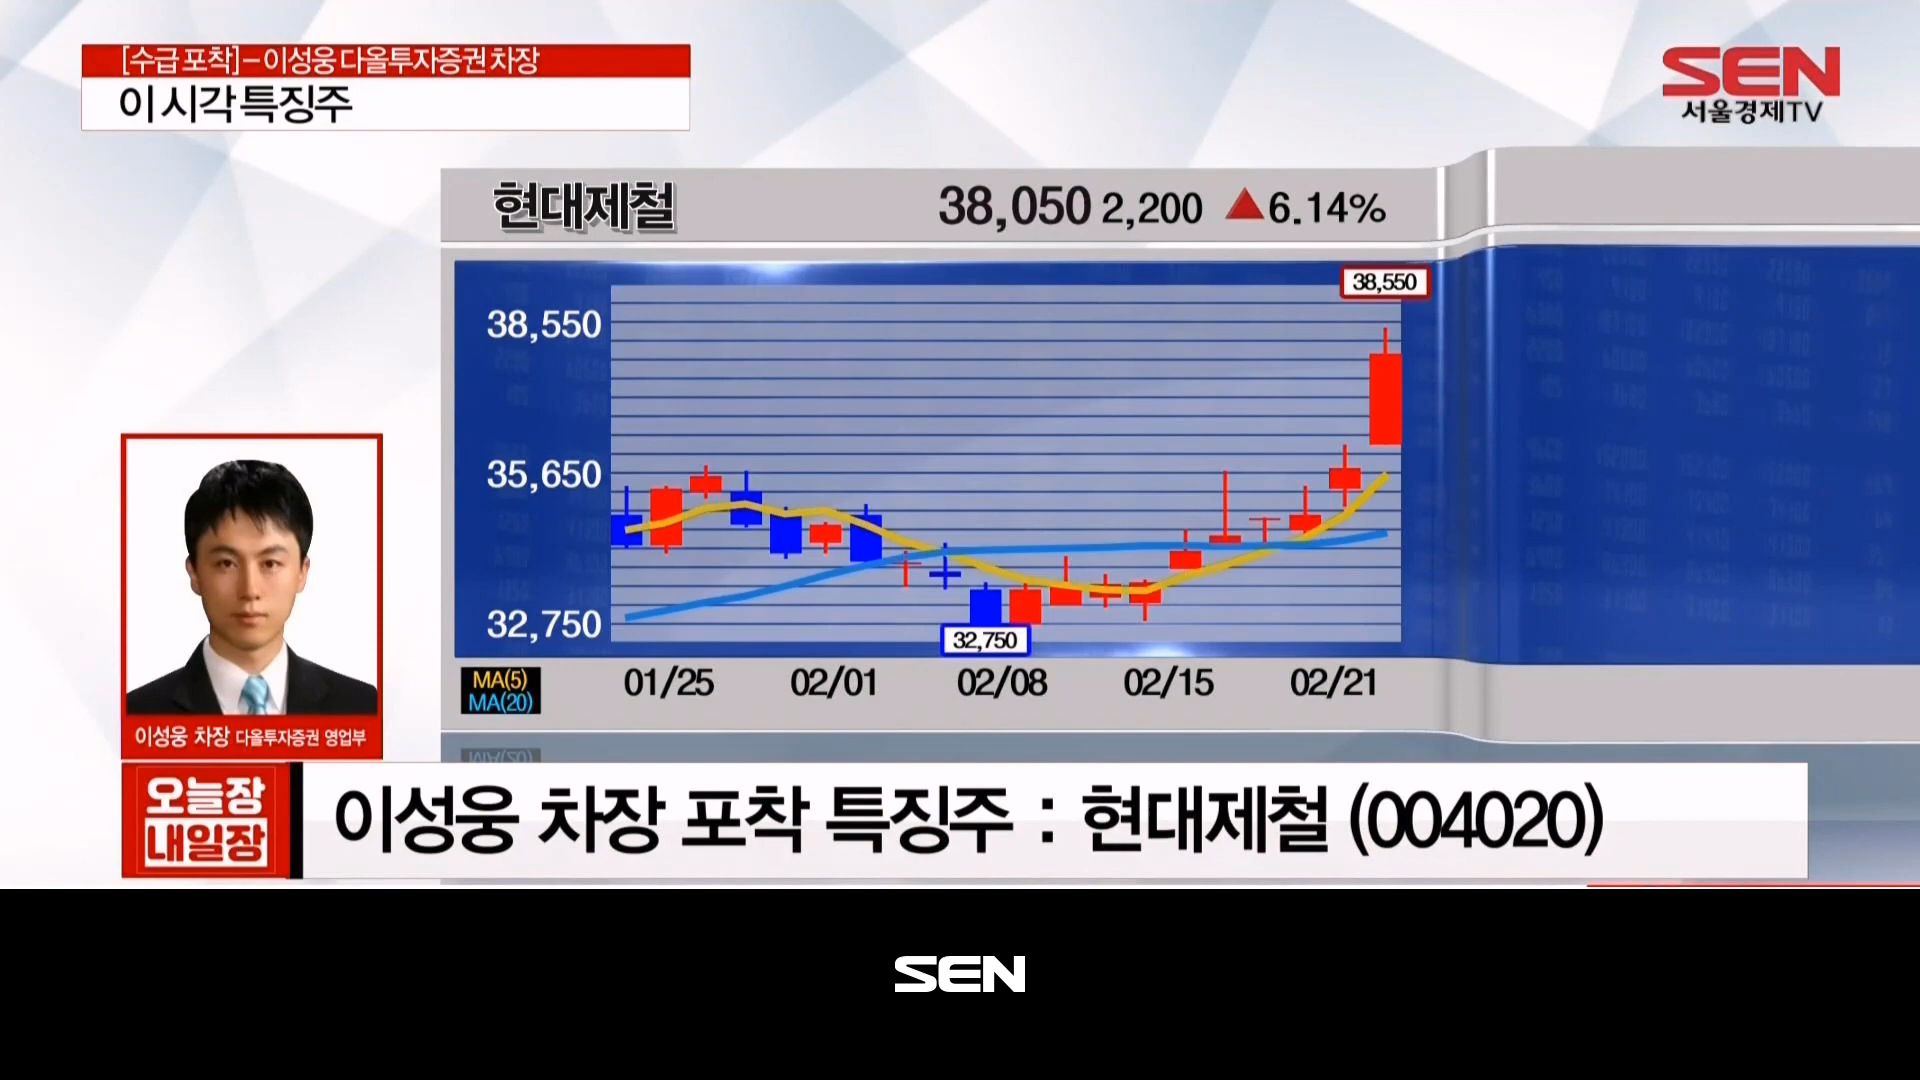 [수급 포착] - 이성웅 다올투자증권 차장
이 시각 특징주
SEN
서울경제TV
현대제철 38,050 2,200 ▲6.14%
38,550
38,550
35,650
32,750
32,750
MA(5)
MA(20)
01/25 02/01 02/08 02/15 02/21
이성웅 차장 다올투자증권 영업부
오늘장
내일장
이성웅 차장 포착 특징주 : 현대제철 (004020)
SEN